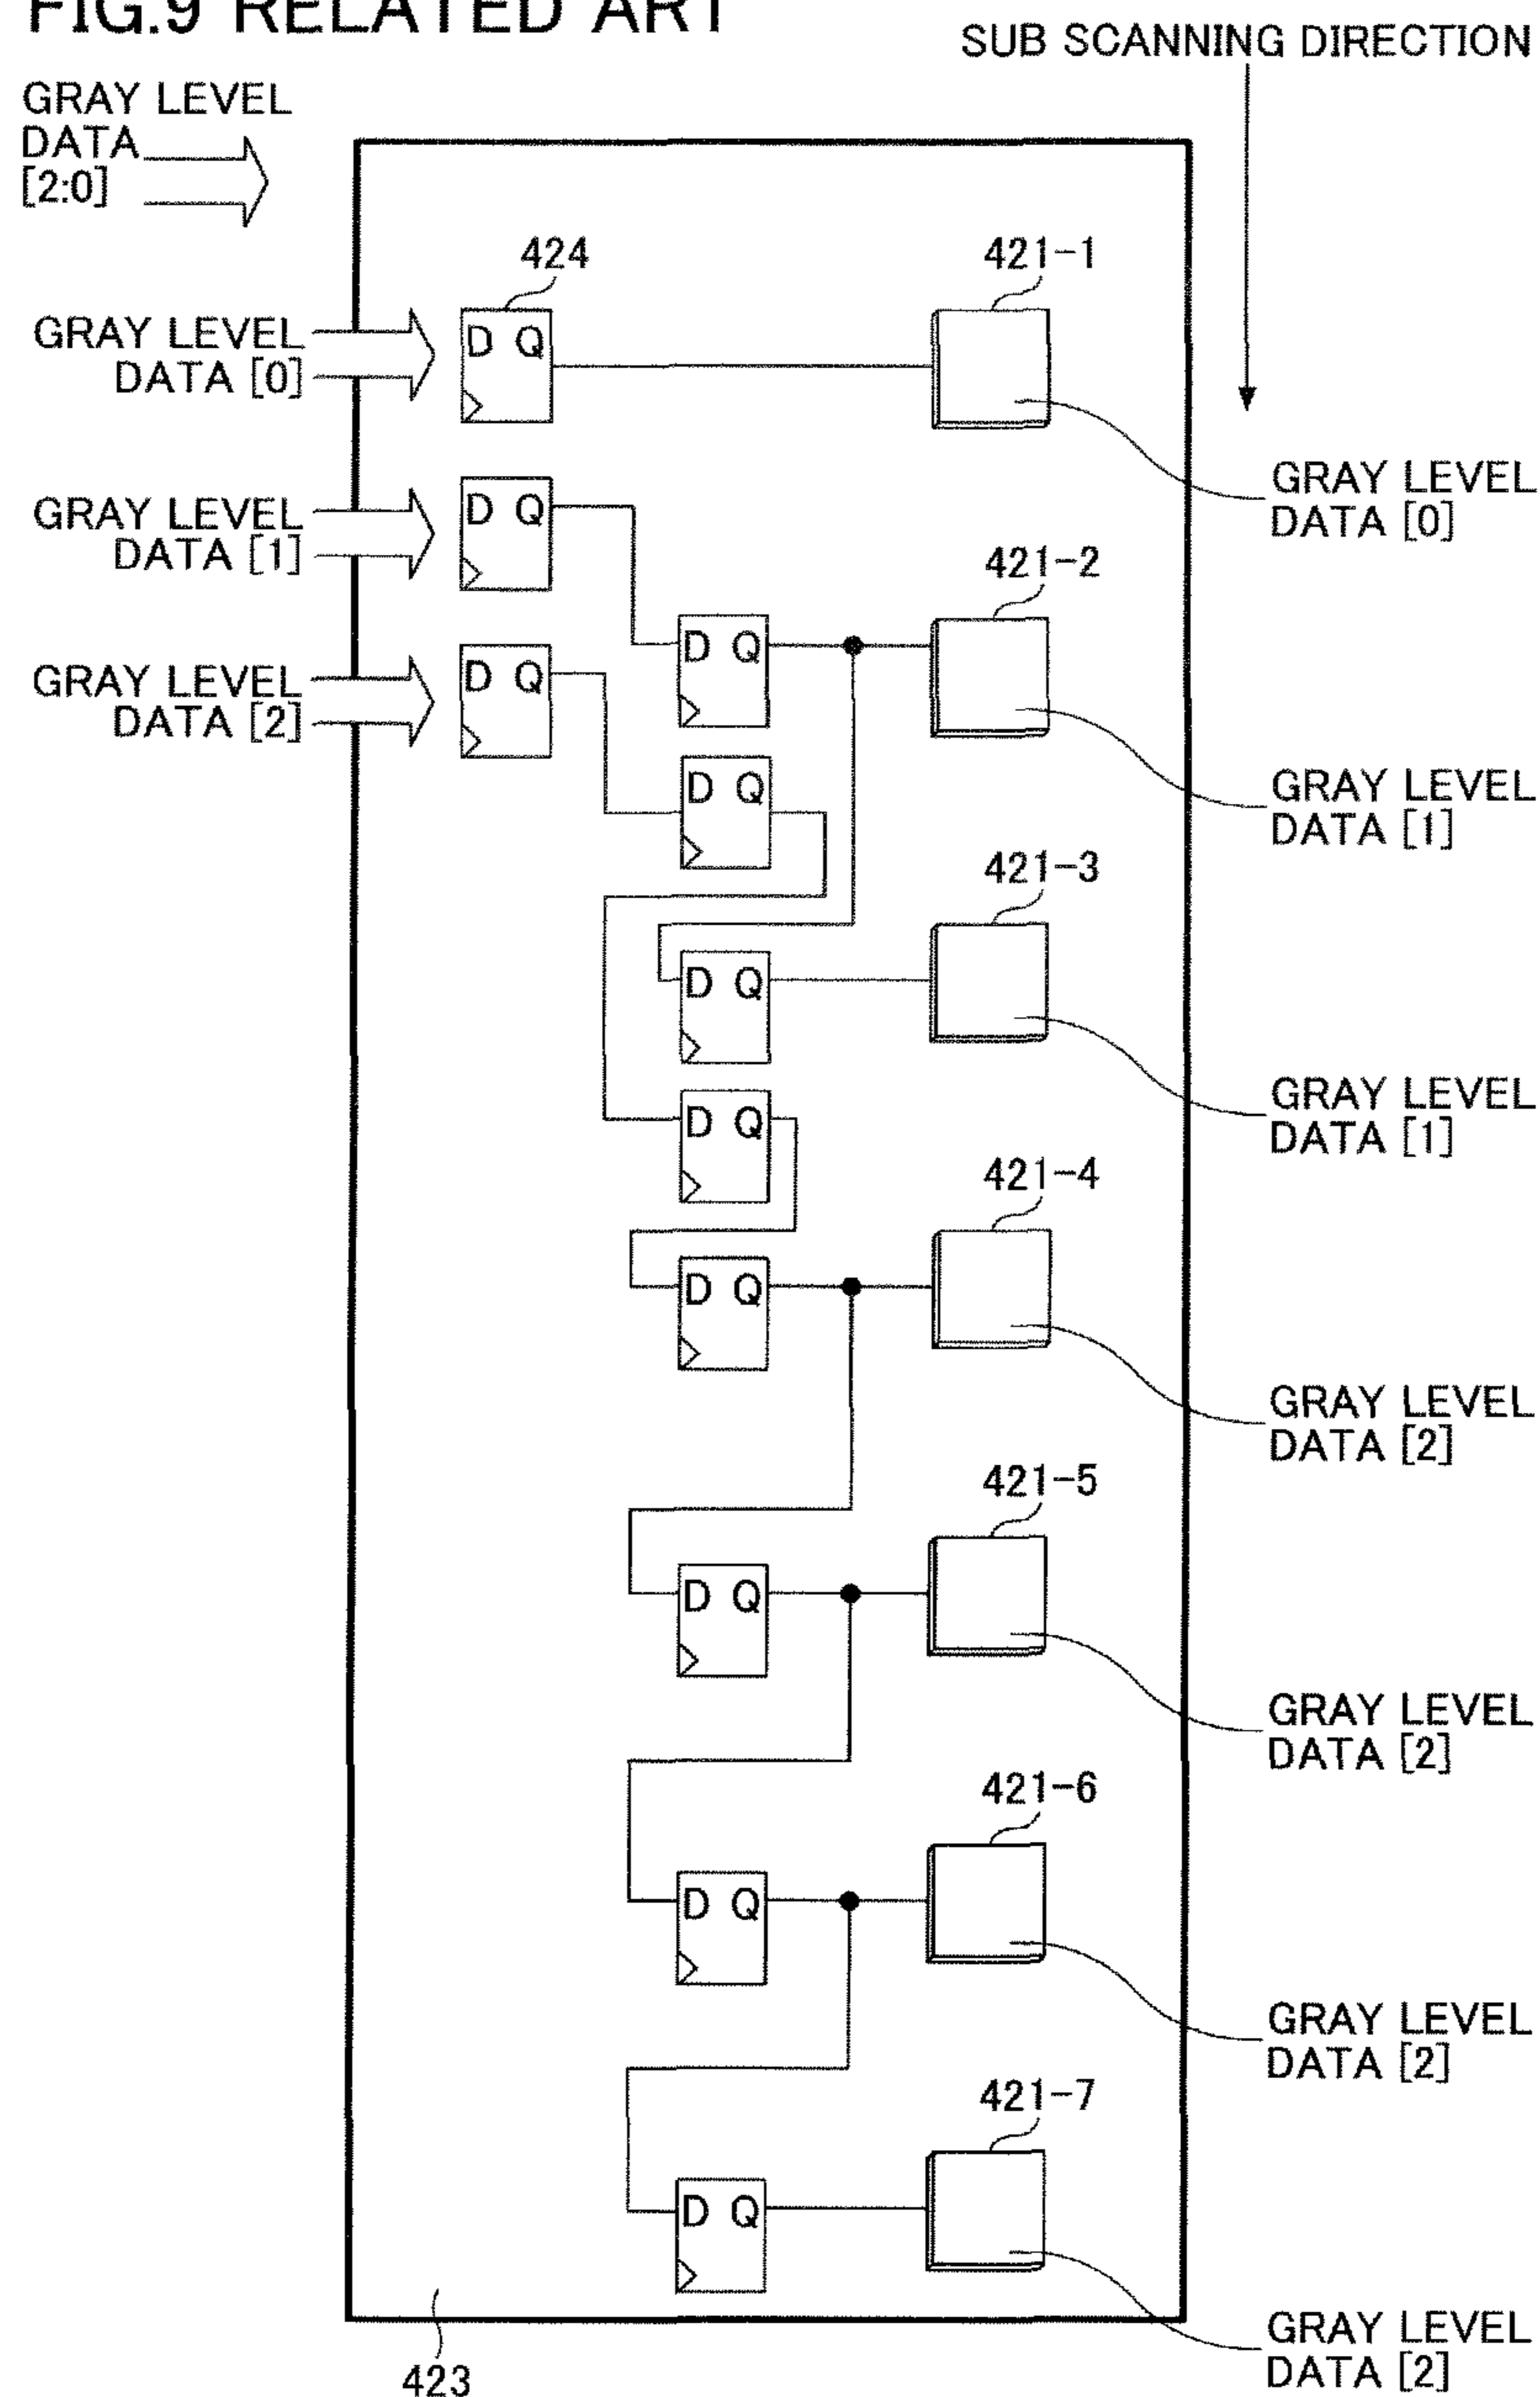 FIG.9 RELATED ART
SUB SCANNING DIRECTION
GRAY LEVEL
DATA
[2:0]
424
421-1
GRAY LEVEL
DATA [0]
D Q
GRAY LEVEL
DATA [0]
GRAY LEVEL
DATA [1]
D Q
421-2
GRAY LEVEL
DATA [2]
D Q
D Q
GRAY LEVEL
DATA [1]
D Q
421-3
D Q
GRAY LEVEL
DATA [1]
D Q
421-4
D Q
GRAY LEVEL
DATA [2]
421-5
D Q
GRAY LEVEL
DATA [2]
421-6
D Q
GRAY LEVEL
DATA [2]
421-7
D Q
GRAY LEVEL
DATA [2]
423